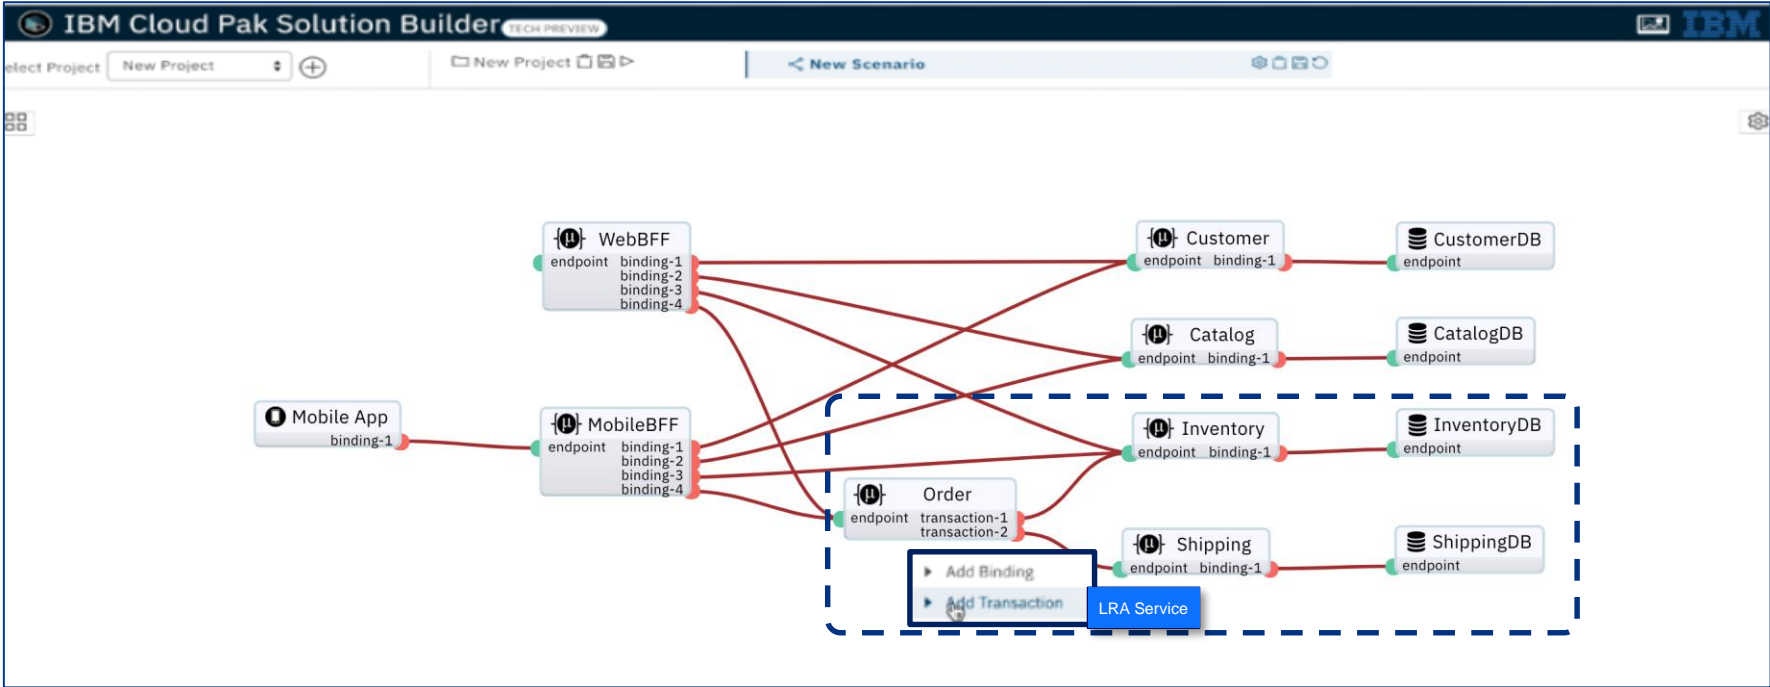 IBM Cloud Pak Solution Builder TECH PREVIEW
IBM
elect Project New Project
New Project
New Scenario
WebBFF
endpoint binding-1
binding-2
binding-3
binding-4
Customer
endpoint binding-1
CustomerDB
endpoint
Catalog
endpoint binding-1
CatalogDB
endpoint
Mobile App
binding-1
MobileBFF
endpoint binding-1
binding-2
binding-3
binding-4
Inventory
endpoint binding-1
InventoryDB
endpoint
Order
endpoint transaction-1
transaction-2
Shipping
endpoint binding-1
ShippingDB
endpoint
Add Binding
Add Transaction
LRA Service